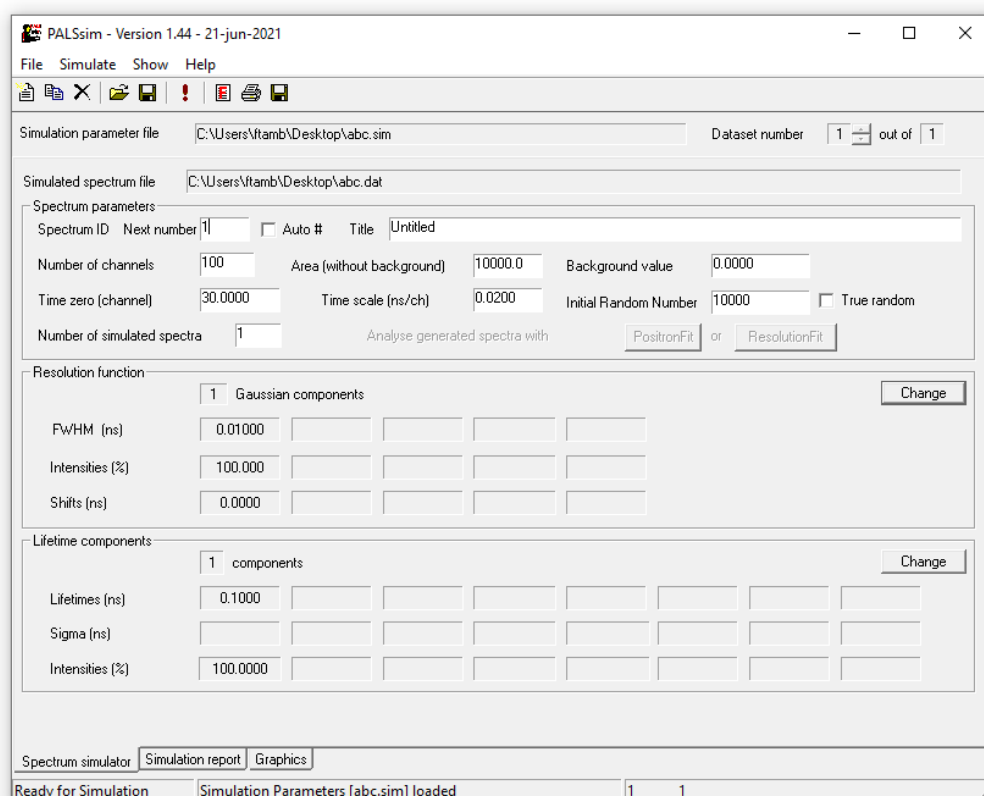 PALSsim - Version 1.44 - 21-jun-2021
File Simulate Show Help
Simulation parameter file C:\Users\ftamb\Desktop\abc.sim Dataset number 1 out of 1
Simulated spectrum file C:\Users\ftamb\Desktop\abc.dat
Spectrum parameters
Spectrum ID Next number 1 Auto # Title Untitled
Number of channels 100 Area (without background) 10000.0 Background value 0.0000
Time zero (channel) 30.0000 Time scale (ns/ch) 0.0200 Initial Random Number 10000 True random
Number of simulated spectra 1 Analyse generated spectra with PositronFit or ResolutionFit
Resolution function
1 Gaussian components Change
FWHM (ns) 0.01000
Intensities (%) 100.000
Shifts (ns) 0.0000
Lifetime components
1 components Change
Lifetimes (ns) 0.1000
Sigma (ns)
Intensities (%) 100.0000
Spectrum simulator Simulation report Graphics
Ready for Simulation Simulation Parameters [abc.sim] loaded 1 1